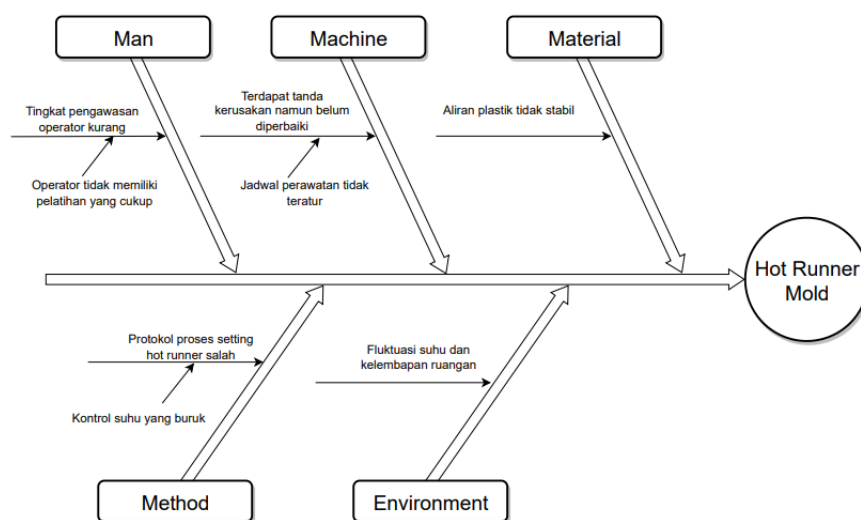 Man
Machine
Material
Tingkat pengawasan
operator kurang
Operator tidak memiliki
pelatihan yang cukup
Terdapat tanda
kerusakan namun belum
diperbaiki
Jadwal perawatan tidak
teratur
Aliran plastik tidak stabil
Hot Runner
Mold
Protokol proses setting
hot runner salah
Kontrol suhu yang buruk
Fluktuasi suhu dan
kelembapan ruangan
Method
Environment